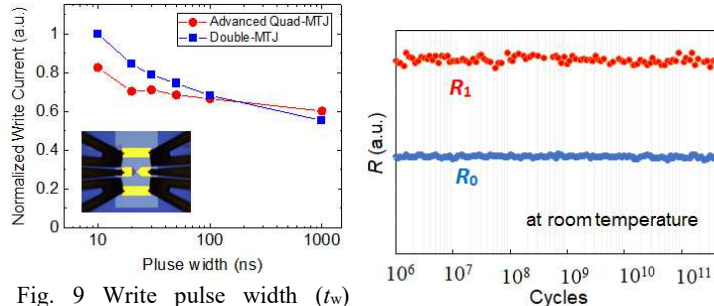 Normalized Write Current (a.u.)
1
0.8
0.6
0.4
0.2
0
Advanced Quad-MTJ
Double-MTJ
10
100
1000
Pluse width (ns)
Fig. 9 Write pulse width (tw)
R (a.u.)
R1
R0
at room temperature
10^6
10^7
10^8
10^9
10^10
10^11
Cycles